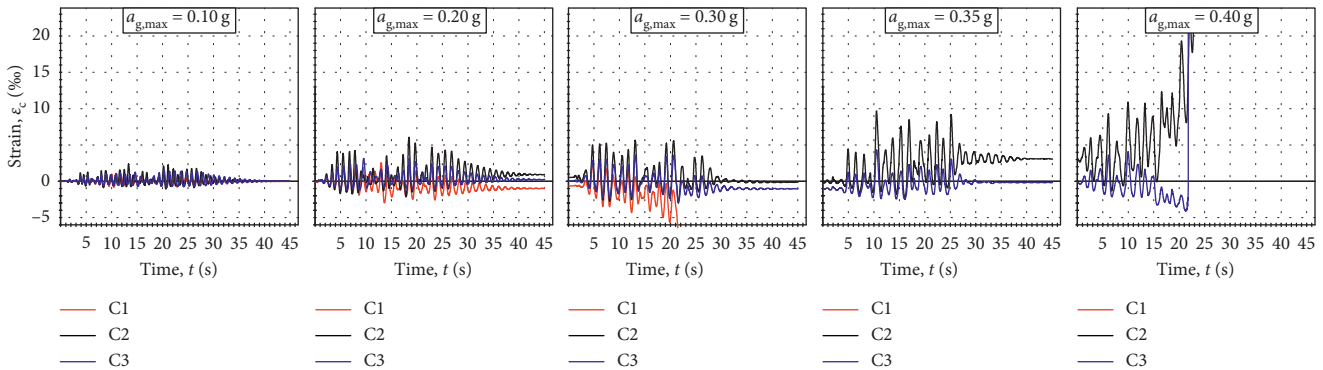 a_g,max = 0.10 g
a_g,max = 0.20 g
a_g,max = 0.30 g
a_g,max = 0.35 g
a_g,max = 0.40 g
Strain, ε_c (‰)
20
15
10
5
0
−5
5 10 15 20 25 30 35 40 45
5 10 15 20 25 30 35 40 45
5 10 15 20 25 30 35 40 45
5 10 15 20 25 30 35 40 45
5 10 15 20 25 30 35 40 45
Time, t (s)
Time, t (s)
Time, t (s)
Time, t (s)
Time, t (s)
C1
C2
C3
C1
C2
C3
C1
C2
C3
C1
C2
C3
C1
C2
C3